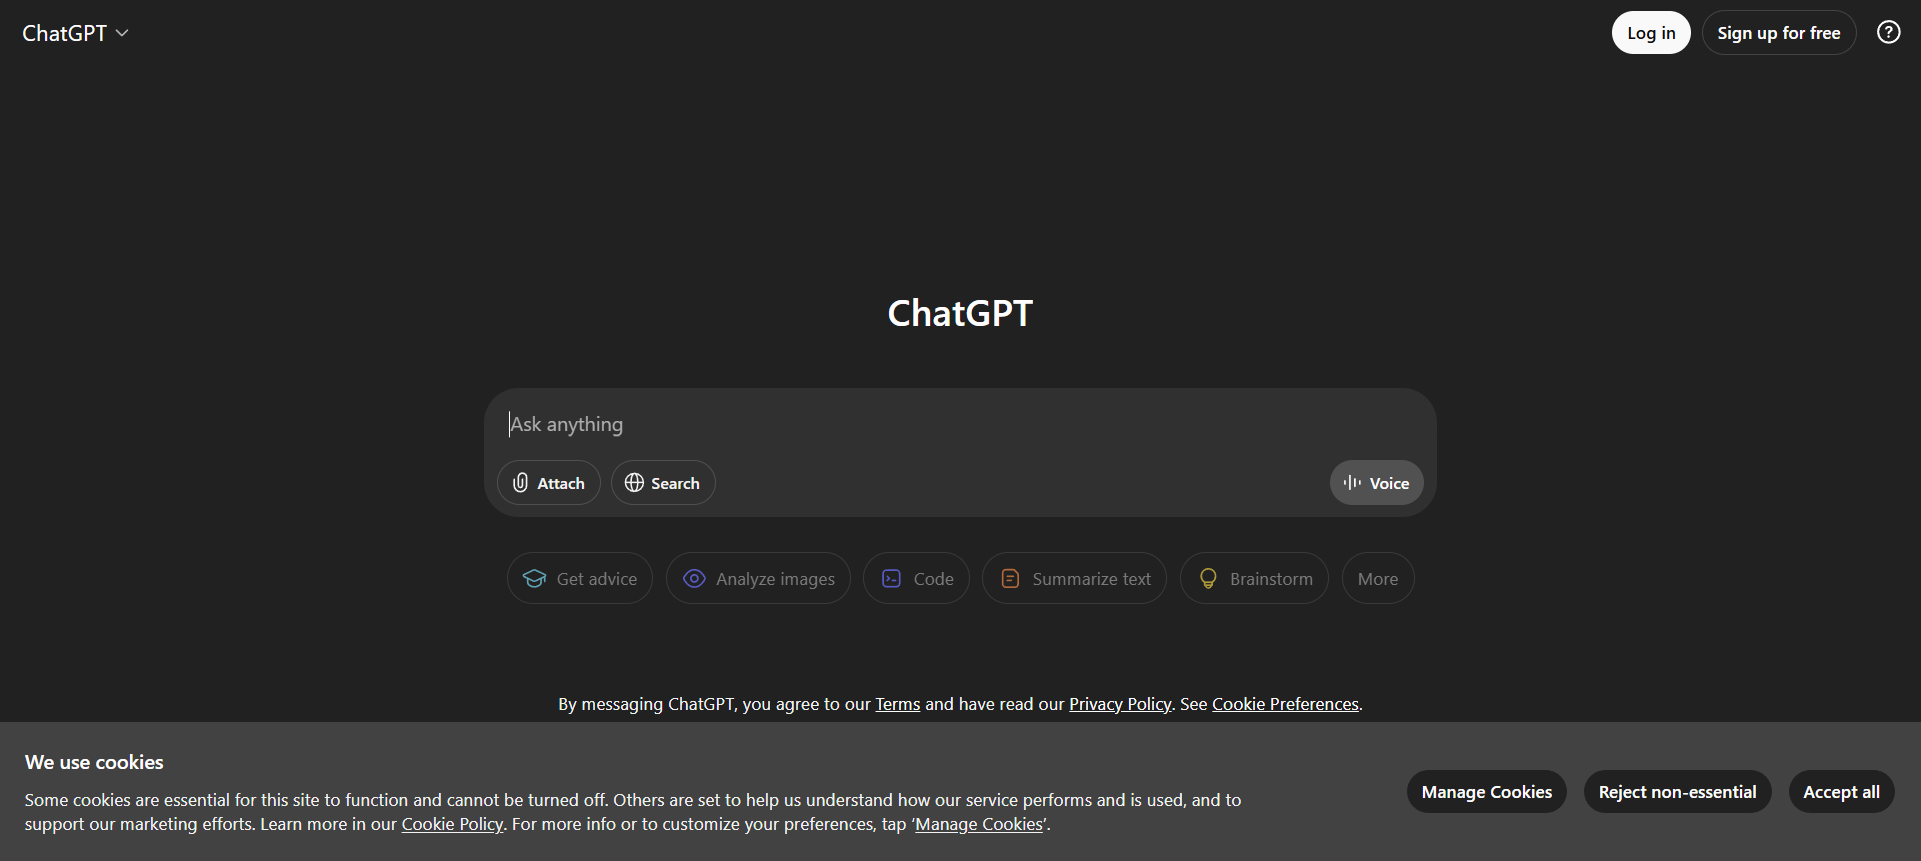 ChatGPT
Log in
Sign up for free
?
ChatGPT
Ask anything
Attach
Search
Voice
Get advice
Analyze images
Code
Summarize text
Brainstorm
More
By messaging ChatGPT, you agree to our Terms and have read our Privacy Policy. See Cookie Preferences.
We use cookies
Some cookies are essential for this site to function and cannot be turned off. Others are set to help us understand how our service performs and is used, and to
support our marketing efforts. Learn more in our Cookie Policy. For more info or to customize your preferences, tap ‘Manage Cookies’.
Manage Cookies
Reject non-essential
Accept all